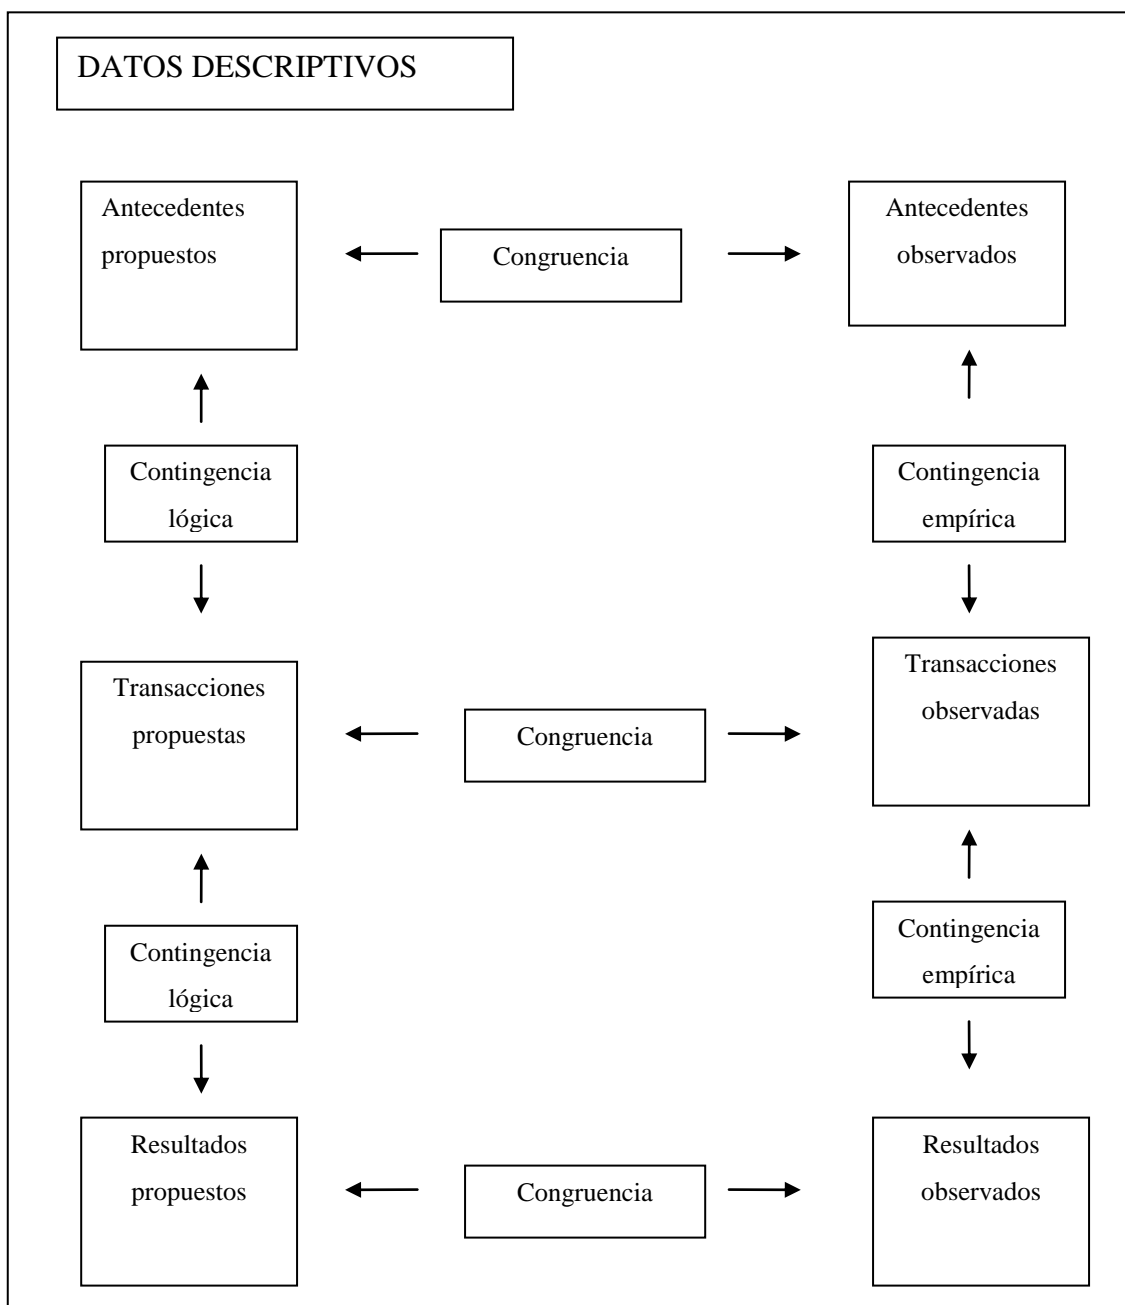 DATOS DESCRIPTIVOS
Antecedentes
propuestos
Congruencia
Antecedentes
observados
Contingencia
lógica
Contingencia
empírica
Transacciones
propuestas
Congruencia
Transacciones
observadas
Contingencia
lógica
Contingencia
empírica
Resultados
propuestos
Congruencia
Resultados
observados